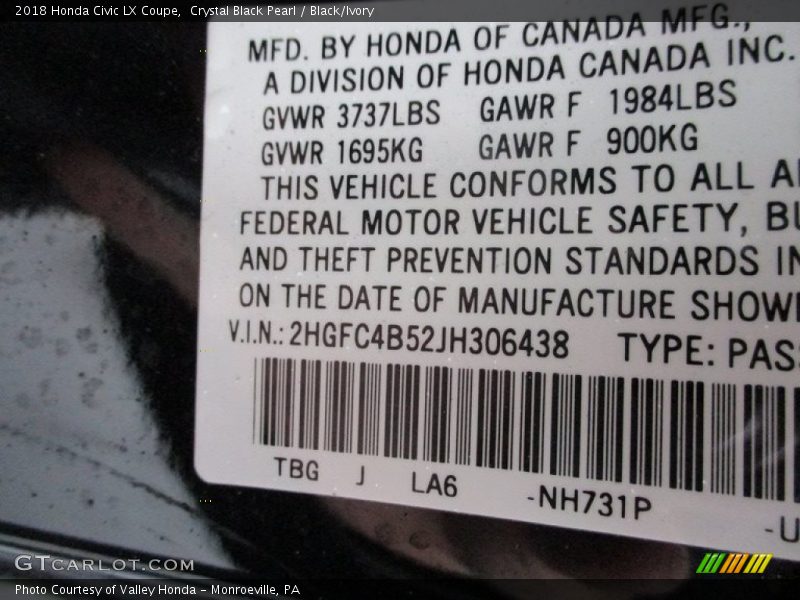 2018 Honda Civic LX Coupe, Crystal Black Pearl / Black/Ivory
MFD. BY HONDA OF CANADA MFG.,
A DIVISION OF HONDA CANADA INC.
GVWR 3737LBS GAWR F 1984LBS
GVWR 1695KG GAWR F 900KG
THIS VEHICLE CONFORMS TO ALL
FEDERAL MOTOR VEHICLE SAFETY,
AND THEFT PREVENTION STANDARDS IN
ON THE DATE OF MANUFACTURE SHOW
V.I.N.: 2HGFC4B52JH306438 TYPE: PAS
TBG J LA6 -NH731P
-U
GTCARLOT.COM
Photo Courtesy of Valley Honda - Monroeville, PA